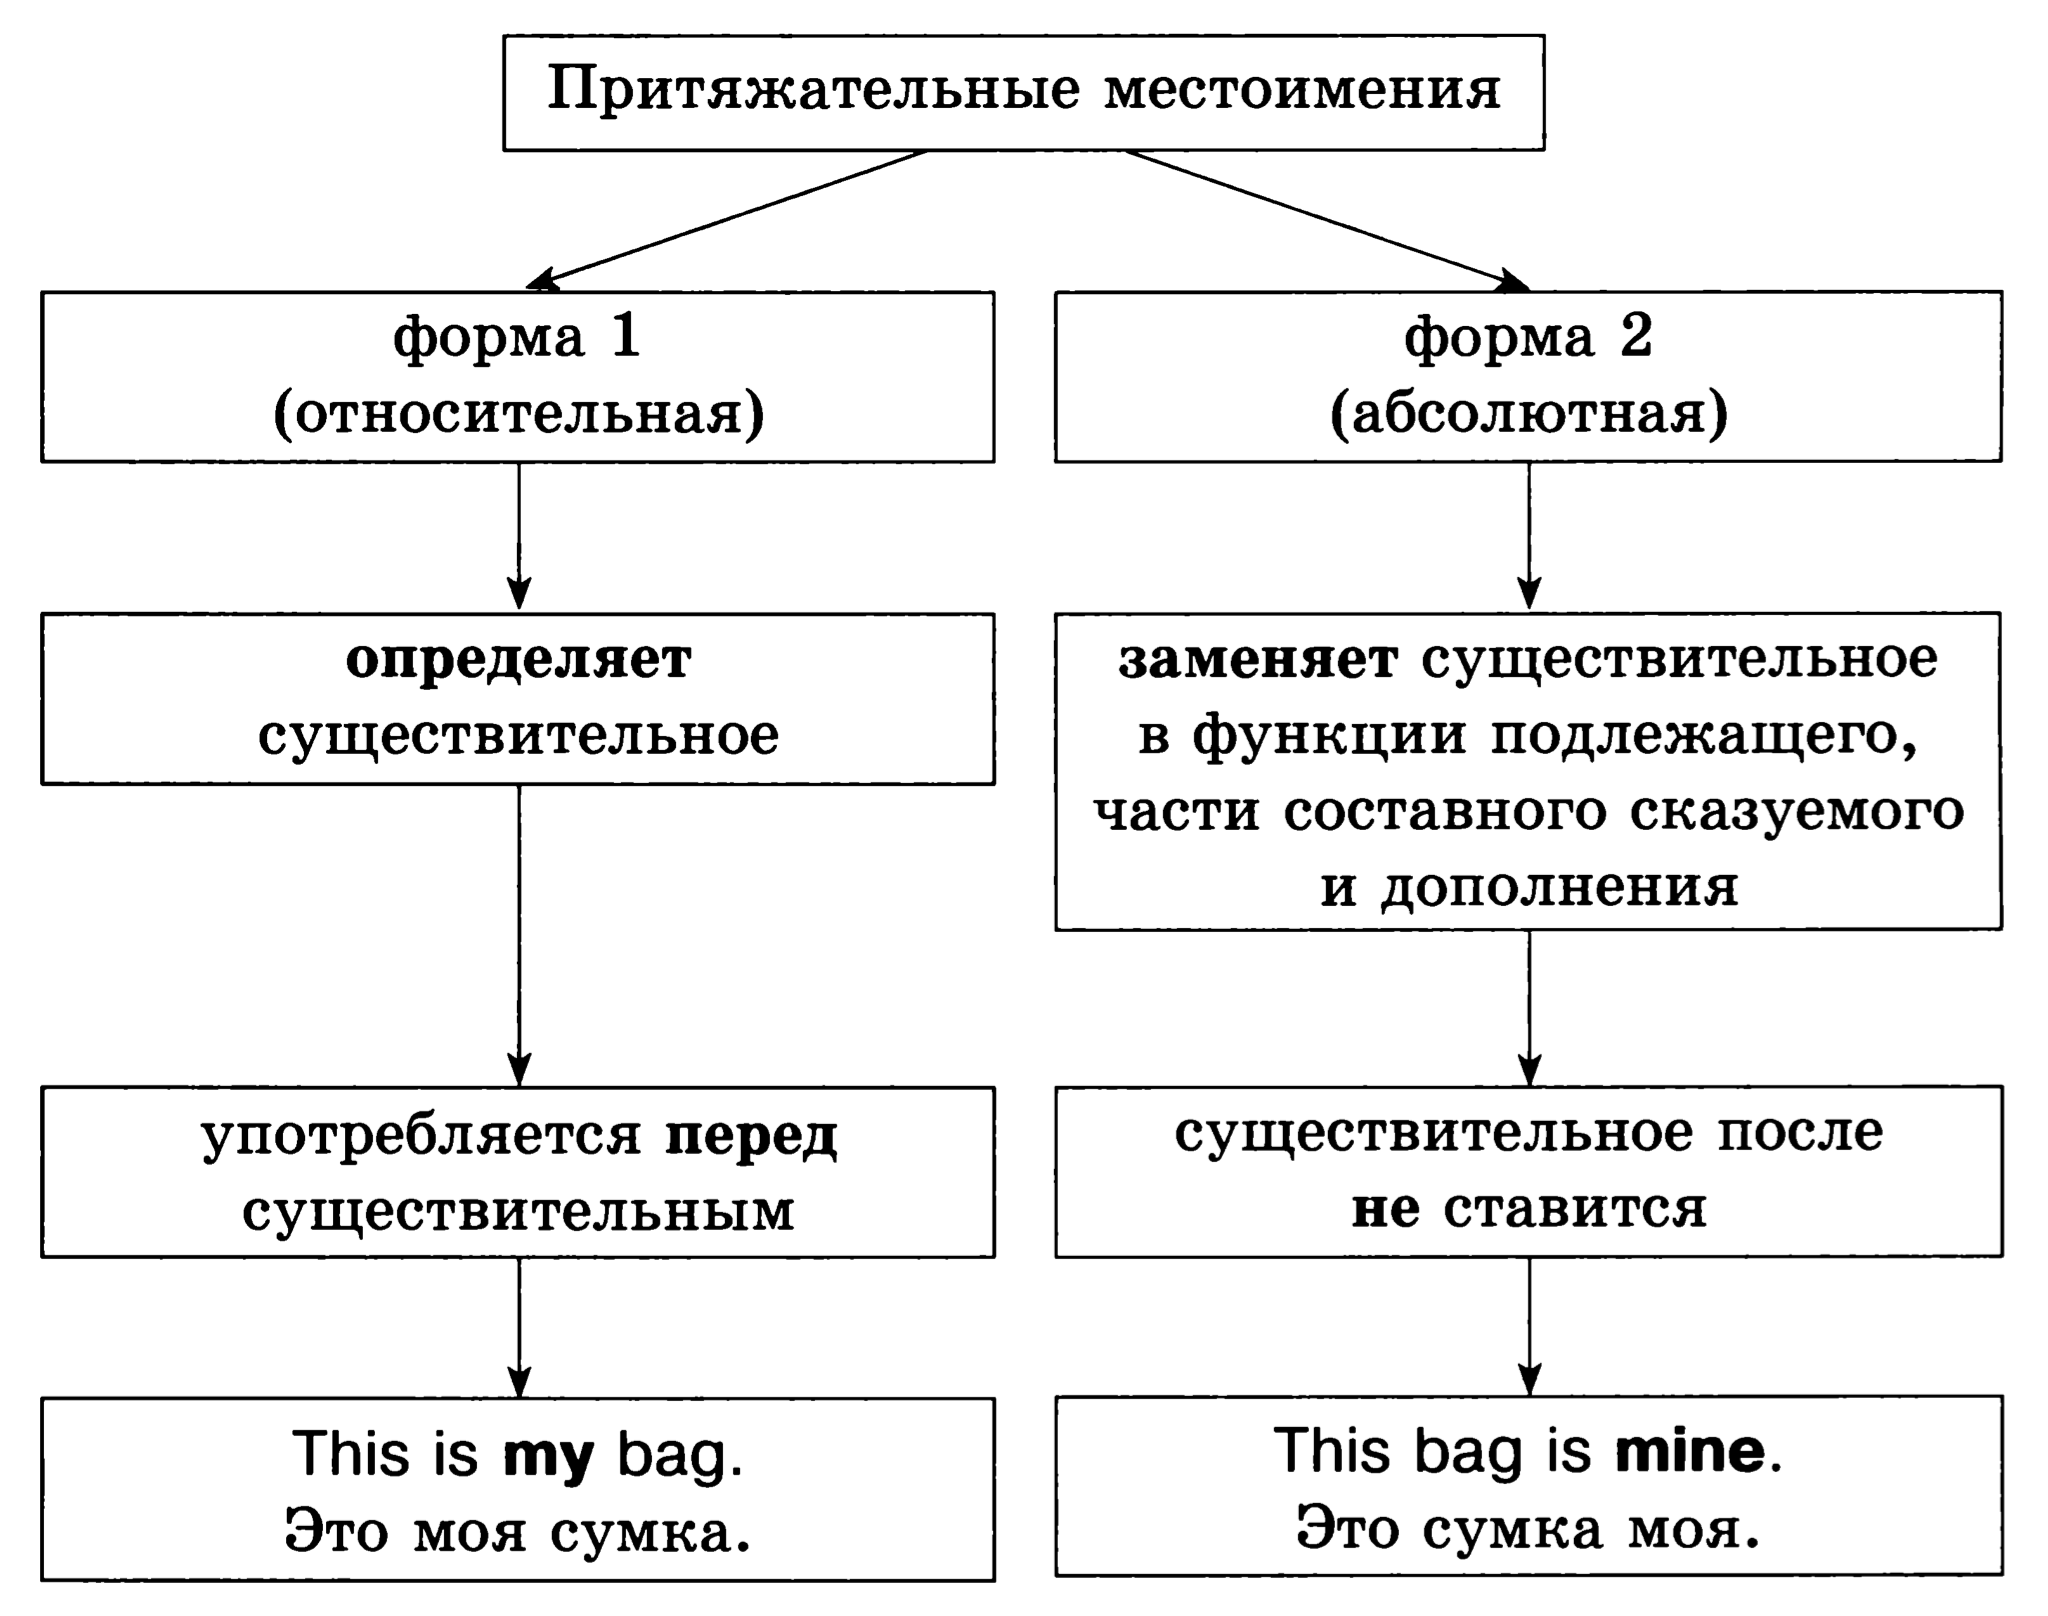 Притяжательные местоимения
форма 1
(относительная)
определяет
существительное
употребляется перед
существительным
This is my bag.
Это моя сумка.
форма 2
(абсолютная)
заменяет существительное
в функции подлежащего,
части составного сказуемого
и дополнения
существительное после
не ставится
This bag is mine.
Это сумка моя.